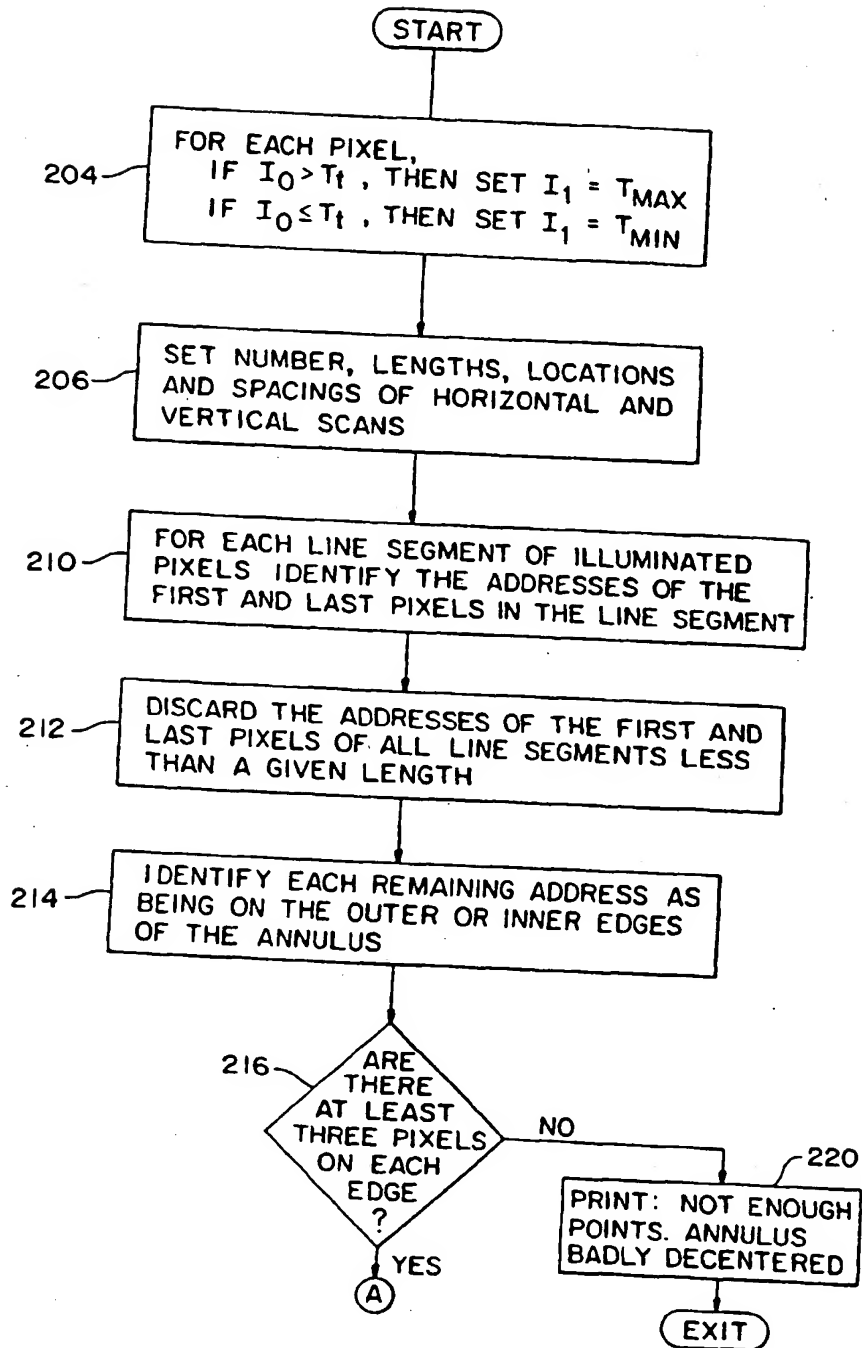 START
204
FOR EACH PIXEL,
IF I0 > Tt , THEN SET I1 = TMAX
IF I0 ≤ Tt , THEN SET I1 = TMIN
206
SET NUMBER, LENGTHS, LOCATIONS
AND SPACINGS OF HORIZONTAL AND
VERTICAL SCANS
210
FOR EACH LINE SEGMENT OF ILLUMINATED
PIXELS IDENTIFY THE ADDRESSES OF THE
FIRST AND LAST PIXELS IN THE LINE SEGMENT
212
DISCARD THE ADDRESSES OF THE FIRST AND
LAST PIXELS OF ALL LINE SEGMENTS LESS
THAN A GIVEN LENGTH
214
IDENTIFY EACH REMAINING ADDRESS AS
BEING ON THE OUTER OR INNER EDGES
OF THE ANNULUS
216
ARE
THERE
AT LEAST
THREE PIXELS
ON EACH
EDGE
?
NO
220
PRINT: NOT ENOUGH
POINTS. ANNULUS
BADLY DECENTERED
YES
A
EXIT